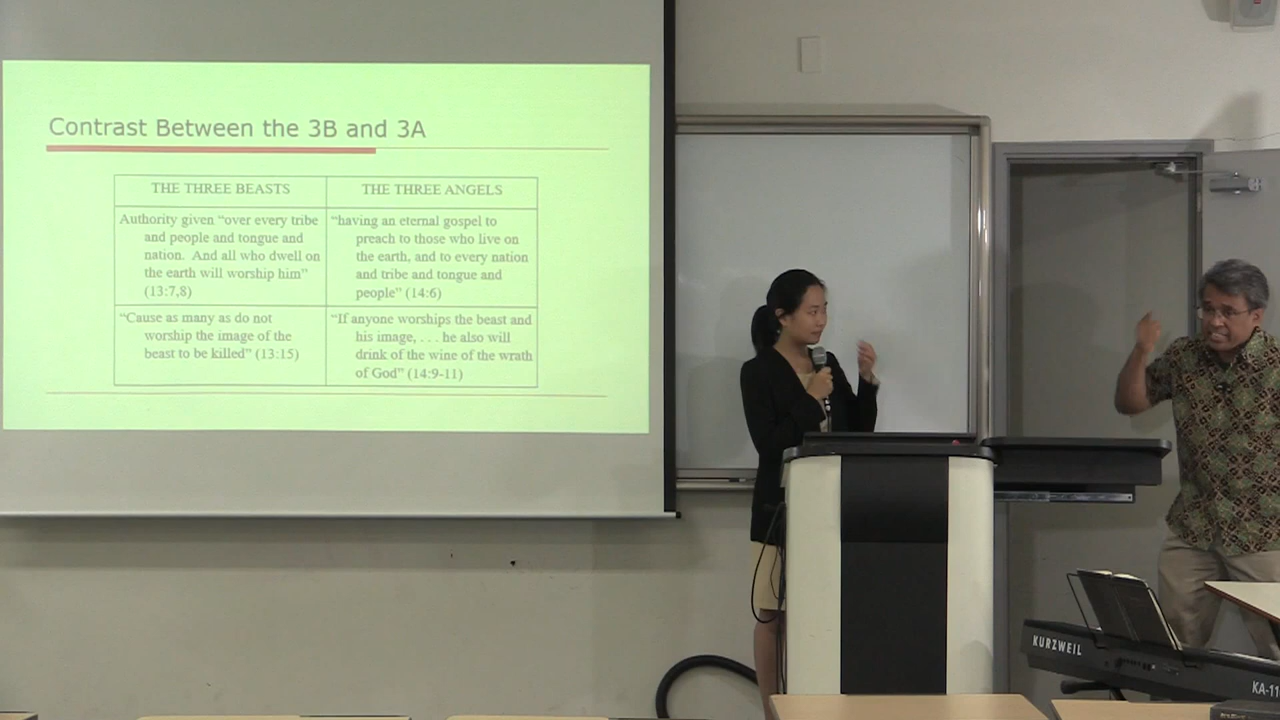 Contrast Between the 3B and 3A
THE THREE BEASTS
THE THREE ANGELS
Authority given “over every tribe
and people and tongue and
nation.  And all who dwell on
the earth will worship him”
(13:7,8)
“having an eternal gospel to
preach to those who live on
the earth, and to every nation
and tribe and tongue and
people” (14:6)
“Cause as many as do not
worship the image of the
beast to be killed” (13:15)
“If anyone worships the beast and
his image, . . . he also will
drink of the wine of the wrath
of God” (14:9-11)
KURZWEIL
KA-11